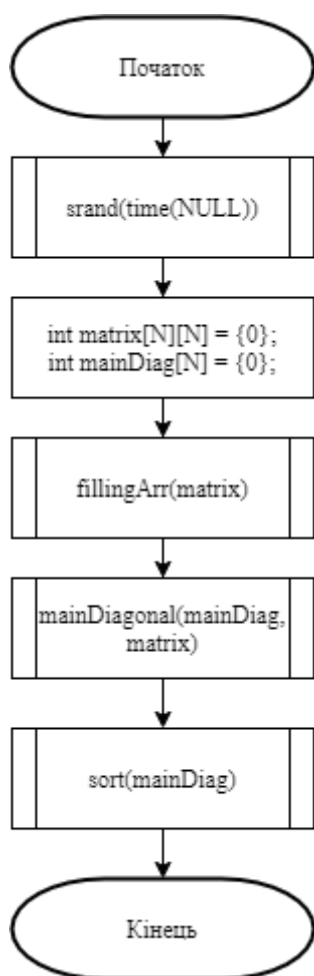 Початок
srand(time(NULL))
int matrix[N][N] = {0};
int mainDiag[N] = {0};
fillingArr(matrix)
mainDiagonal(mainDiag,
matrix)
sort(mainDiag)
Кінець